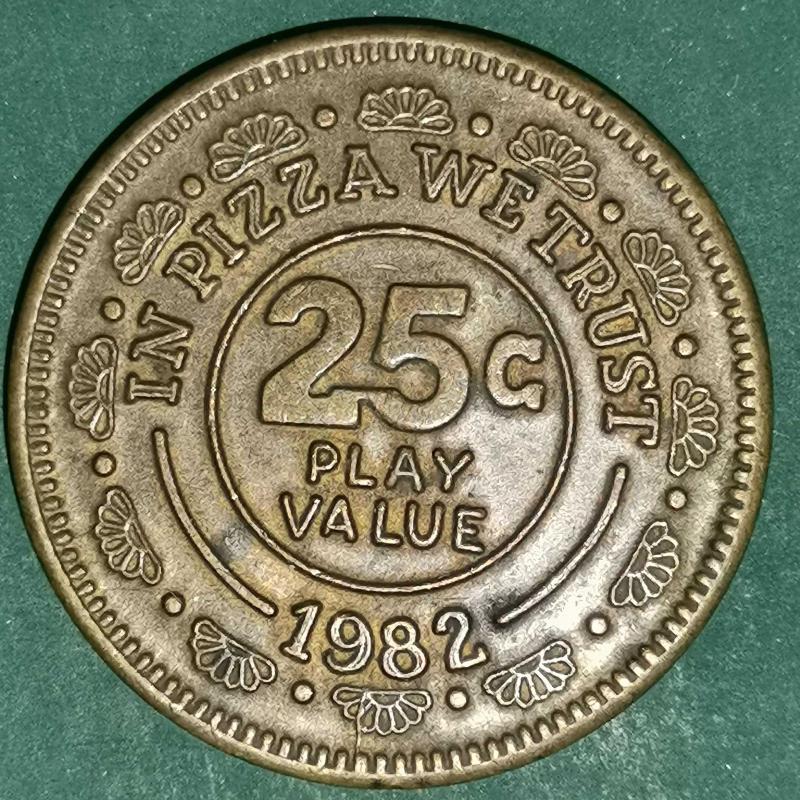 IN PIZZA WE TRUST
25¢
PLAY
VALUE
1982